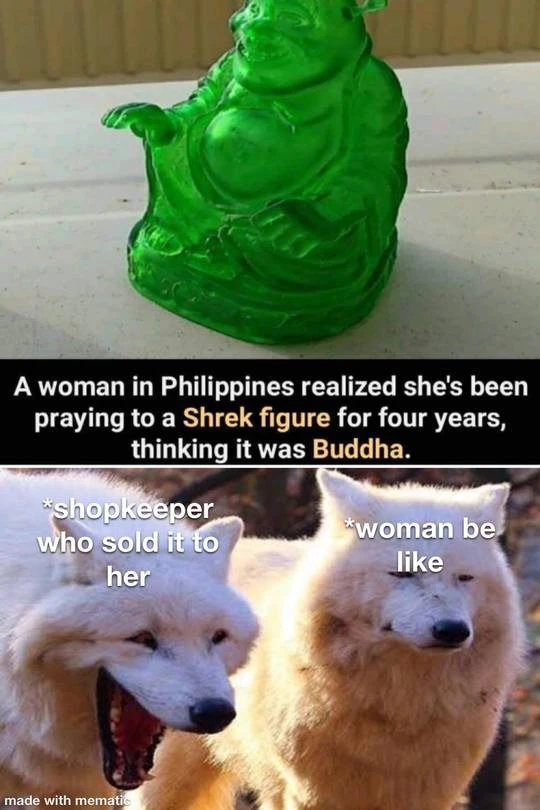 A woman in Philippines realized she's been
praying to a Shrek figure for four years,
thinking it was Buddha.
*shopkeeper
who sold it to
her
*woman be
like
made with mematic